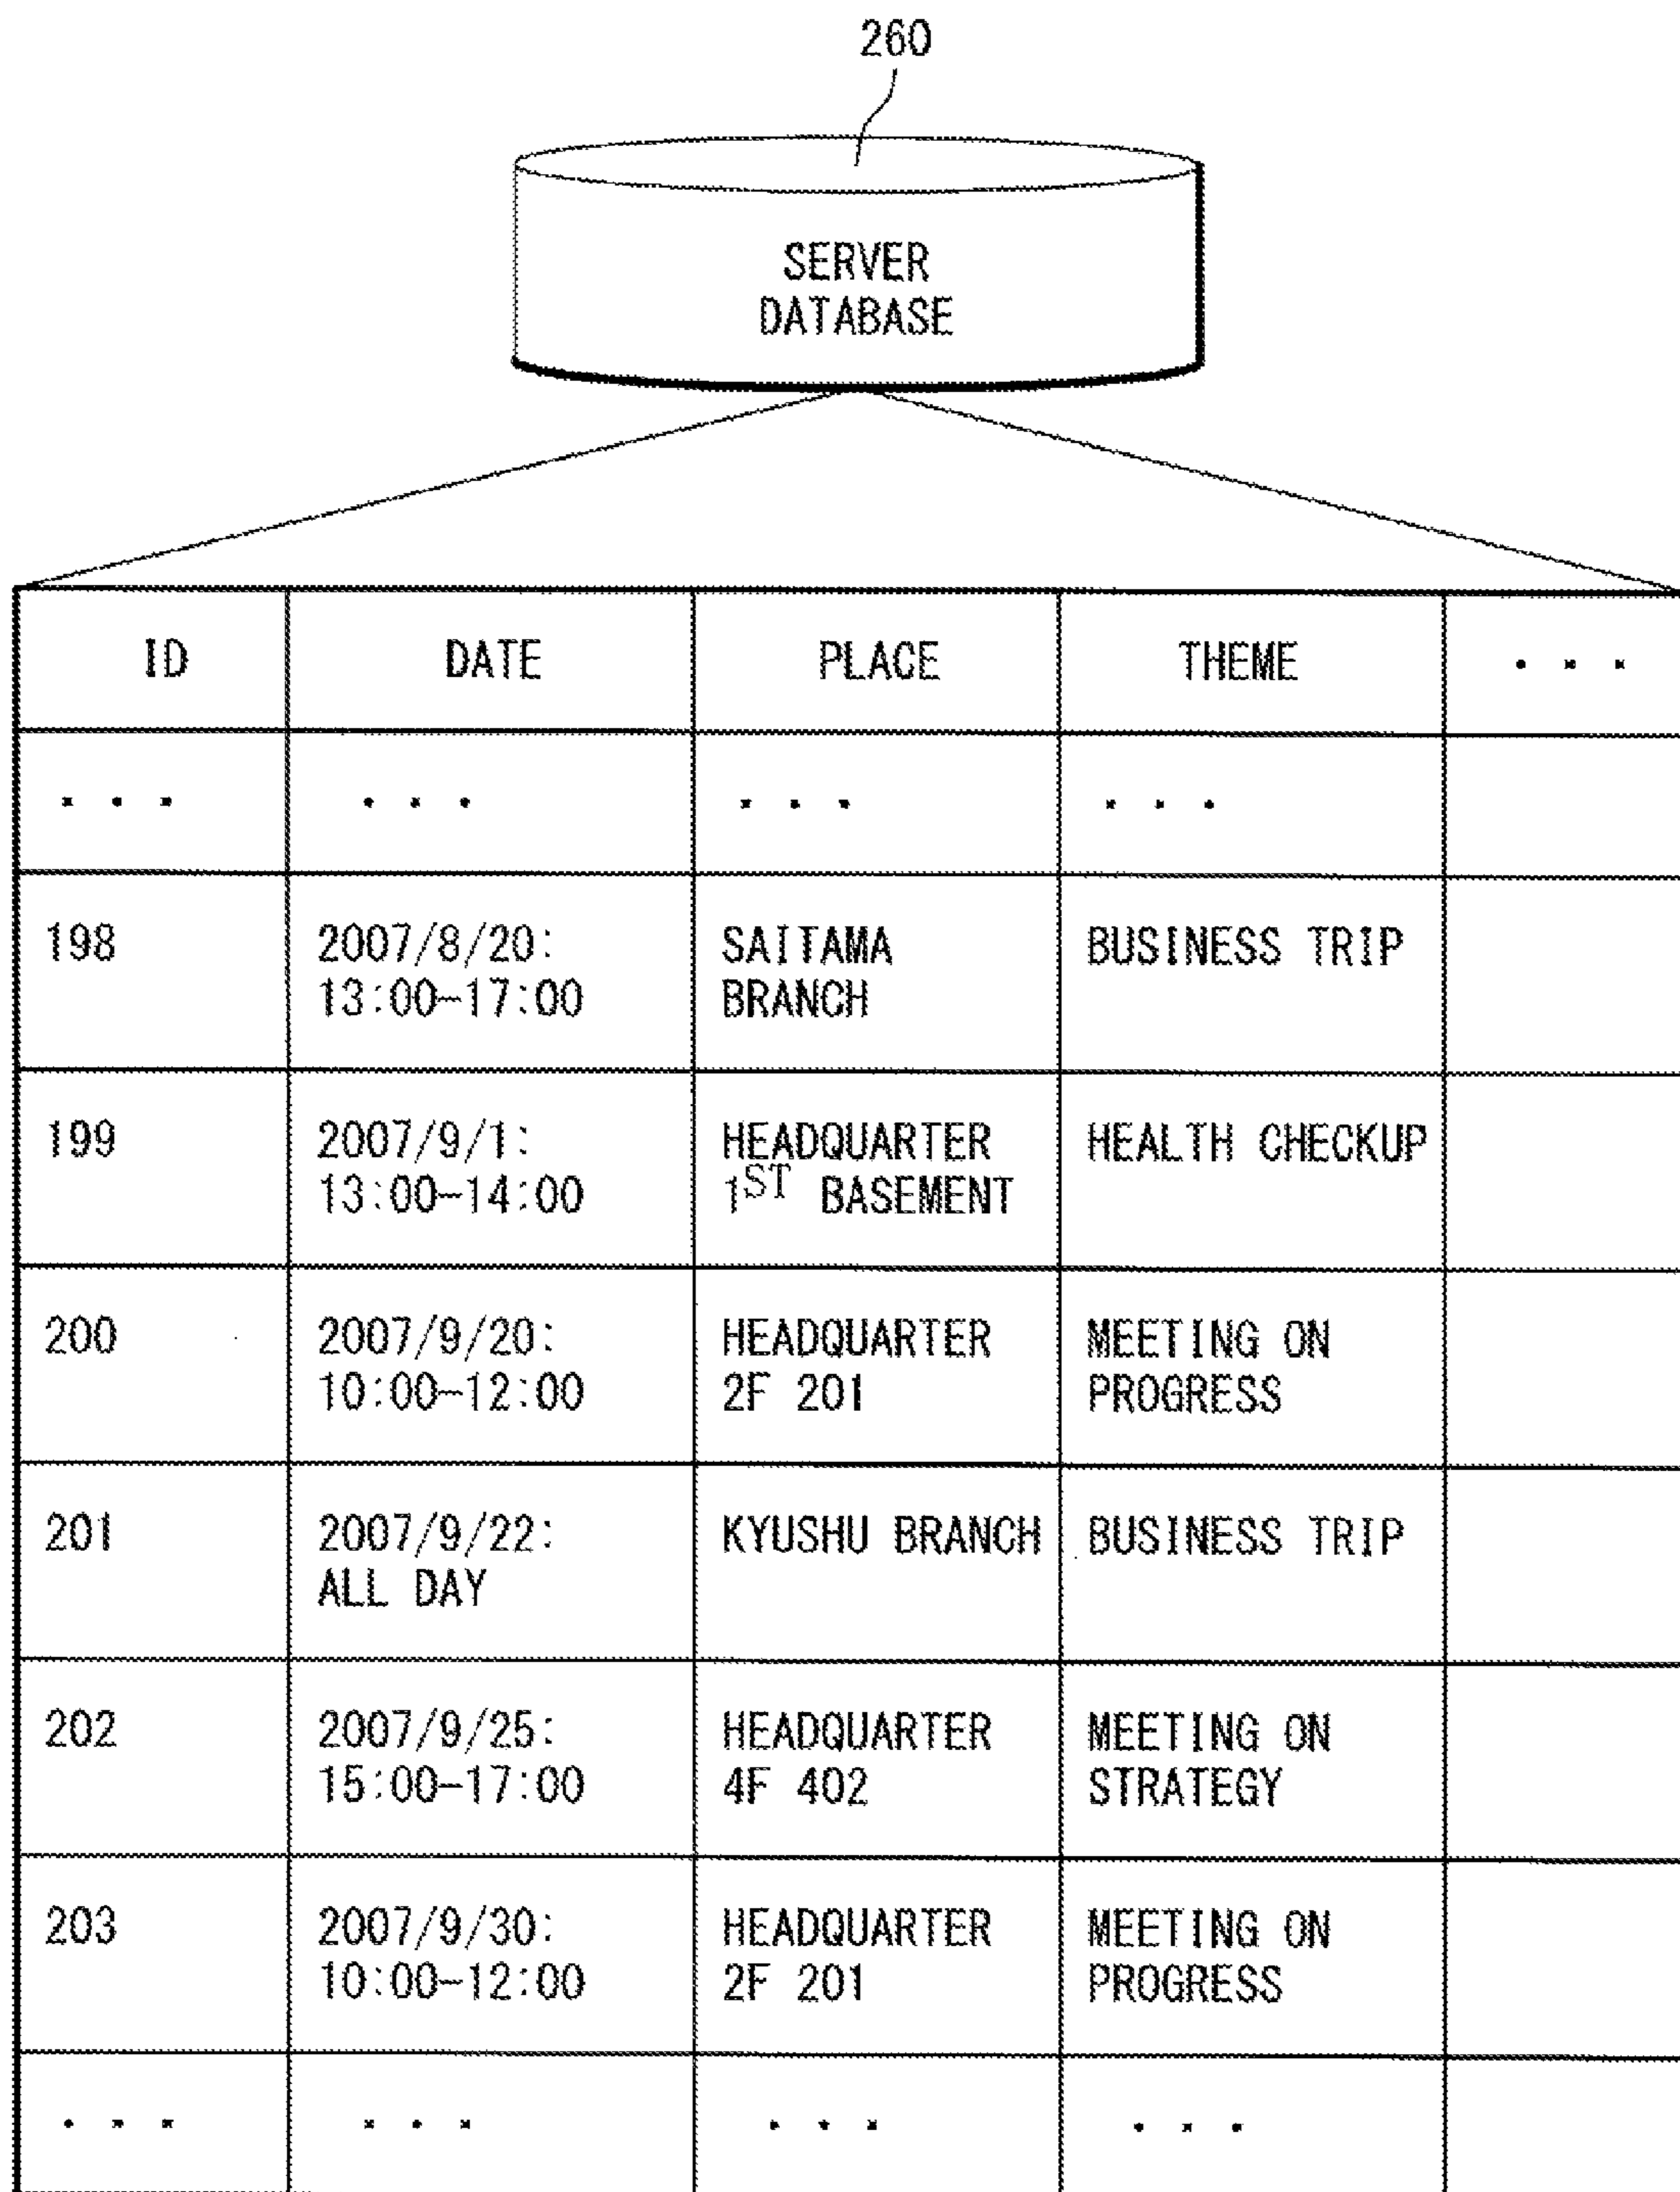 260
SERVER
DATABASE
ID DATE PLACE THEME ...
... ... ... ...
198 2007/8/20: SAITAMA BUSINESS TRIP
13:00-17:00 BRANCH
199 2007/9/1: HEADQUARTER HEALTH CHECKUP
13:00-14:00 1ST BASEMENT
200 2007/9/20: HEADQUARTER MEETING ON
10:00-12:00 2F 201 PROGRESS
201 2007/9/22: KYUSHU BRANCH BUSINESS TRIP
ALL DAY
202 2007/9/25: HEADQUARTER MEETING ON
15:00-17:00 4F 402 STRATEGY
203 2007/9/30: HEADQUARTER MEETING ON
10:00-12:00 2F 201 PROGRESS
... ... ... ...